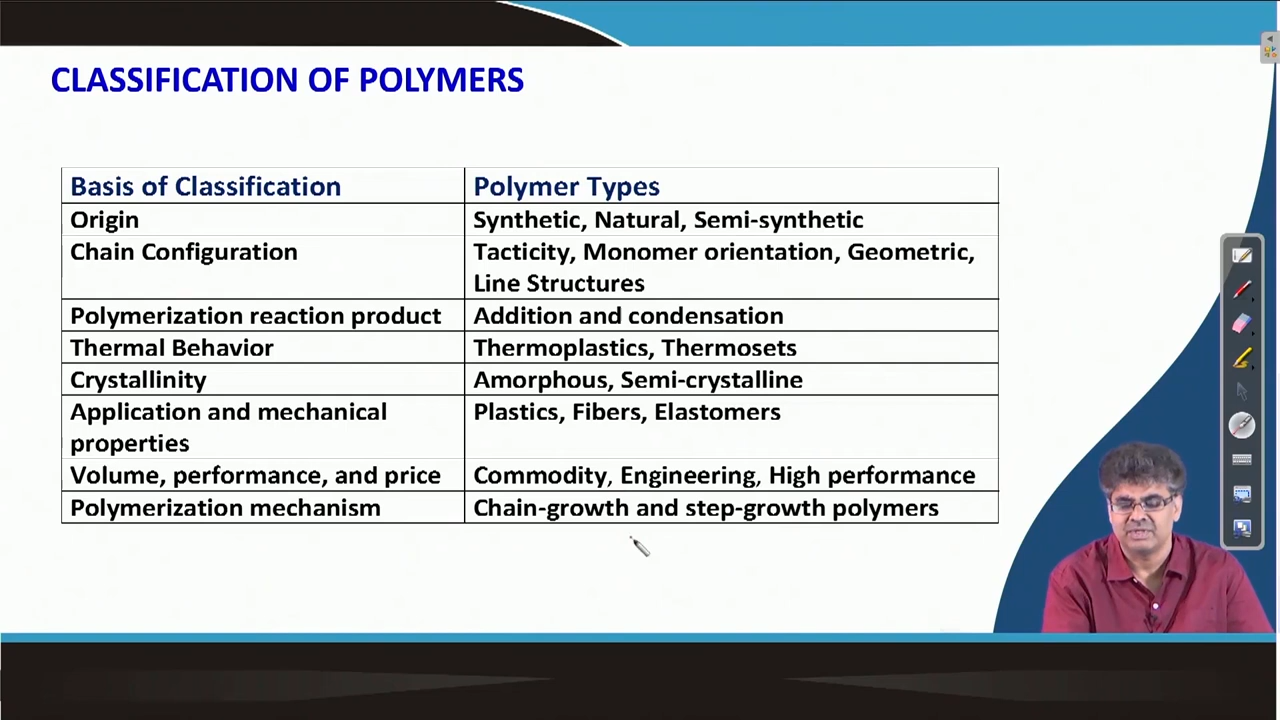 CLASSIFICATION OF POLYMERS
Basis of Classification
Polymer Types
Origin
Synthetic, Natural, Semi-synthetic
Chain Configuration
Tacticity, Monomer orientation, Geometric,
Line Structures
Polymerization reaction product
Addition and condensation
Thermal Behavior
Thermoplastics, Thermosets
Crystallinity
Amorphous, Semi-crystalline
Application and mechanical
properties
Plastics, Fibers, Elastomers
Volume, performance, and price
Commodity, Engineering, High performance
Polymerization mechanism
Chain-growth and step-growth polymers